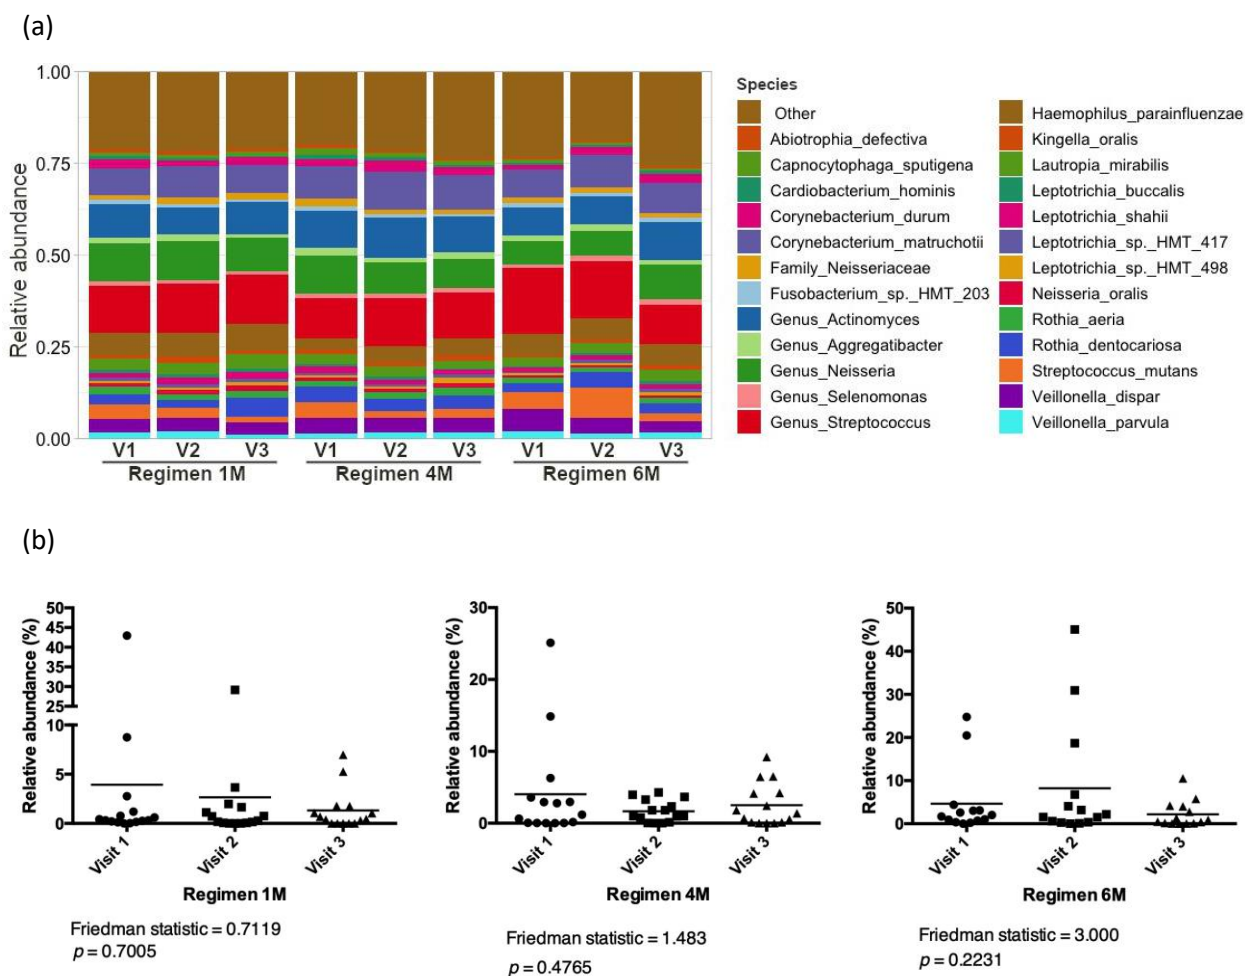 (a)
1.00
0.75
0.50
0.25
0.00
Relative abundance
V1 V2 V3 V1 V2 V3 V1 V2 V3
Regimen 1M Regimen 4M Regimen 6M
Species
Other
Abiotrophia_defectiva
Capnocytophaga_sputigena
Cardiobacterium_hominis
Corynebacterium_durum
Corynebacterium_matruchotii
Family_Neisseriaceae
Fusobacterium_sp._HMT_203
Genus_Actinomyces
Genus_Aggregatibacter
Genus_Neisseria
Genus_Selenomonas
Genus_Streptococcus
Haemophilus_parainfluenzae
Kingella_oralis
Lautropia_mirabilis
Leptotrichia_buccalis
Leptotrichia_shahii
Leptotrichia_sp._HMT_417
Leptotrichia_sp._HMT_498
Neisseria_oralis
Rothia_aeria
Rothia_dentocariosa
Streptococcus_mutans
Veillonella_dispar
Veillonella_parvula
(b)
Relative abundance (%)
50
45
40
35
30
25
10
5
0
Visit 1 Visit 2 Visit 3
Regimen 1M
Friedman statistic = 0.7119
p = 0.7005
Relative abundance (%)
30
20
10
0
Visit 1 Visit 2 Visit 3
Regimen 4M
Friedman statistic = 1.483
p = 0.4765
Relative abundance (%)
50
40
30
20
10
0
Visit 1 Visit 2 Visit 3
Regimen 6M
Friedman statistic = 3.000
p = 0.2231